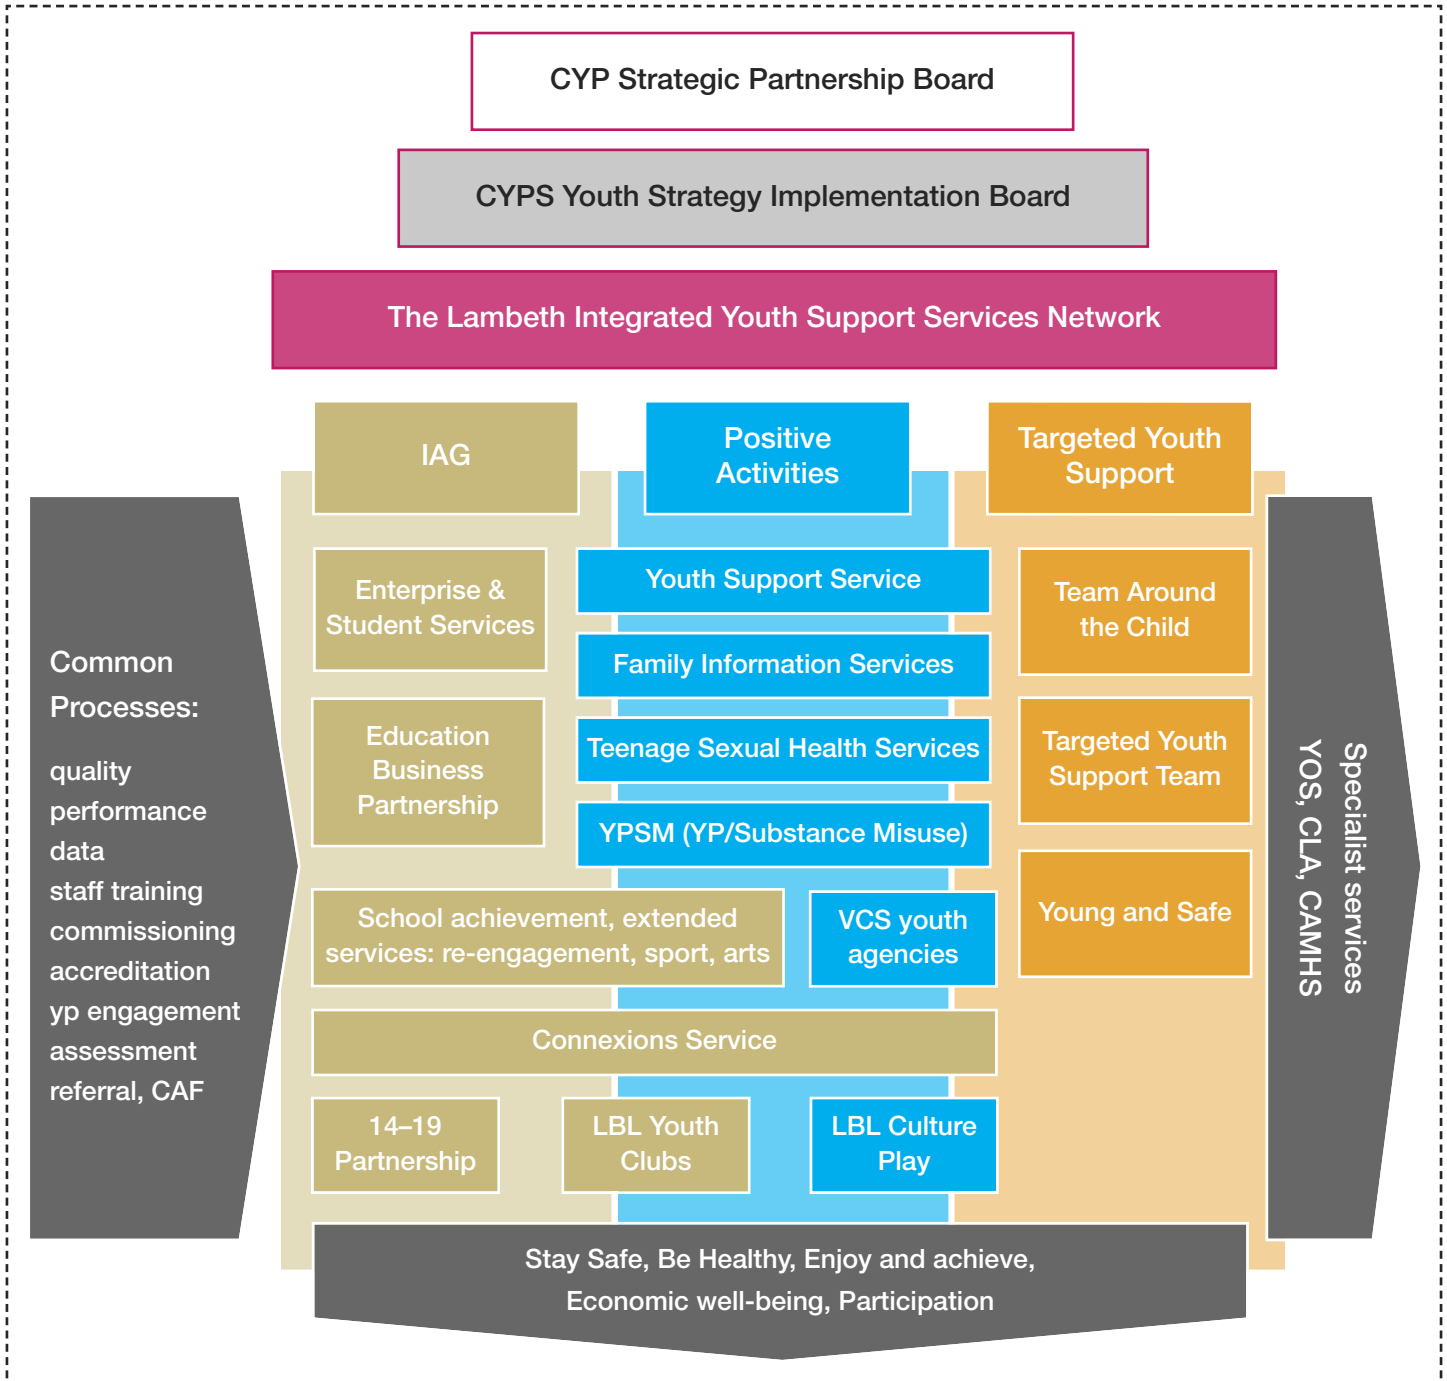 CYP Strategic Partnership Board
CYPS Youth Strategy Implementation Board
The Lambeth Integrated Youth Support Services Network
IAG
Positive
Activities
Targeted Youth
Support
Common
Processes:
quality
performance
data
staff training
commissioning
accreditation
yp engagement
assessment
referral, CAF
Enterprise &
Student Services
Education
Business
Partnership
Youth Support Service
Family Information Services
Teenage Sexual Health Services
YPSM (YP/Substance Misuse)
Team Around
the Child
Targeted Youth
Support Team
Young and Safe
School achievement, extended
services: re-engagement, sport, arts
VCS youth
agencies
Connexions Service
14–19
Partnership
LBL Youth
Clubs
LBL Culture
Play
Specialist services
YOS, CLA, CAMHS
Stay Safe, Be Healthy, Enjoy and achieve,
Economic well-being, Participation